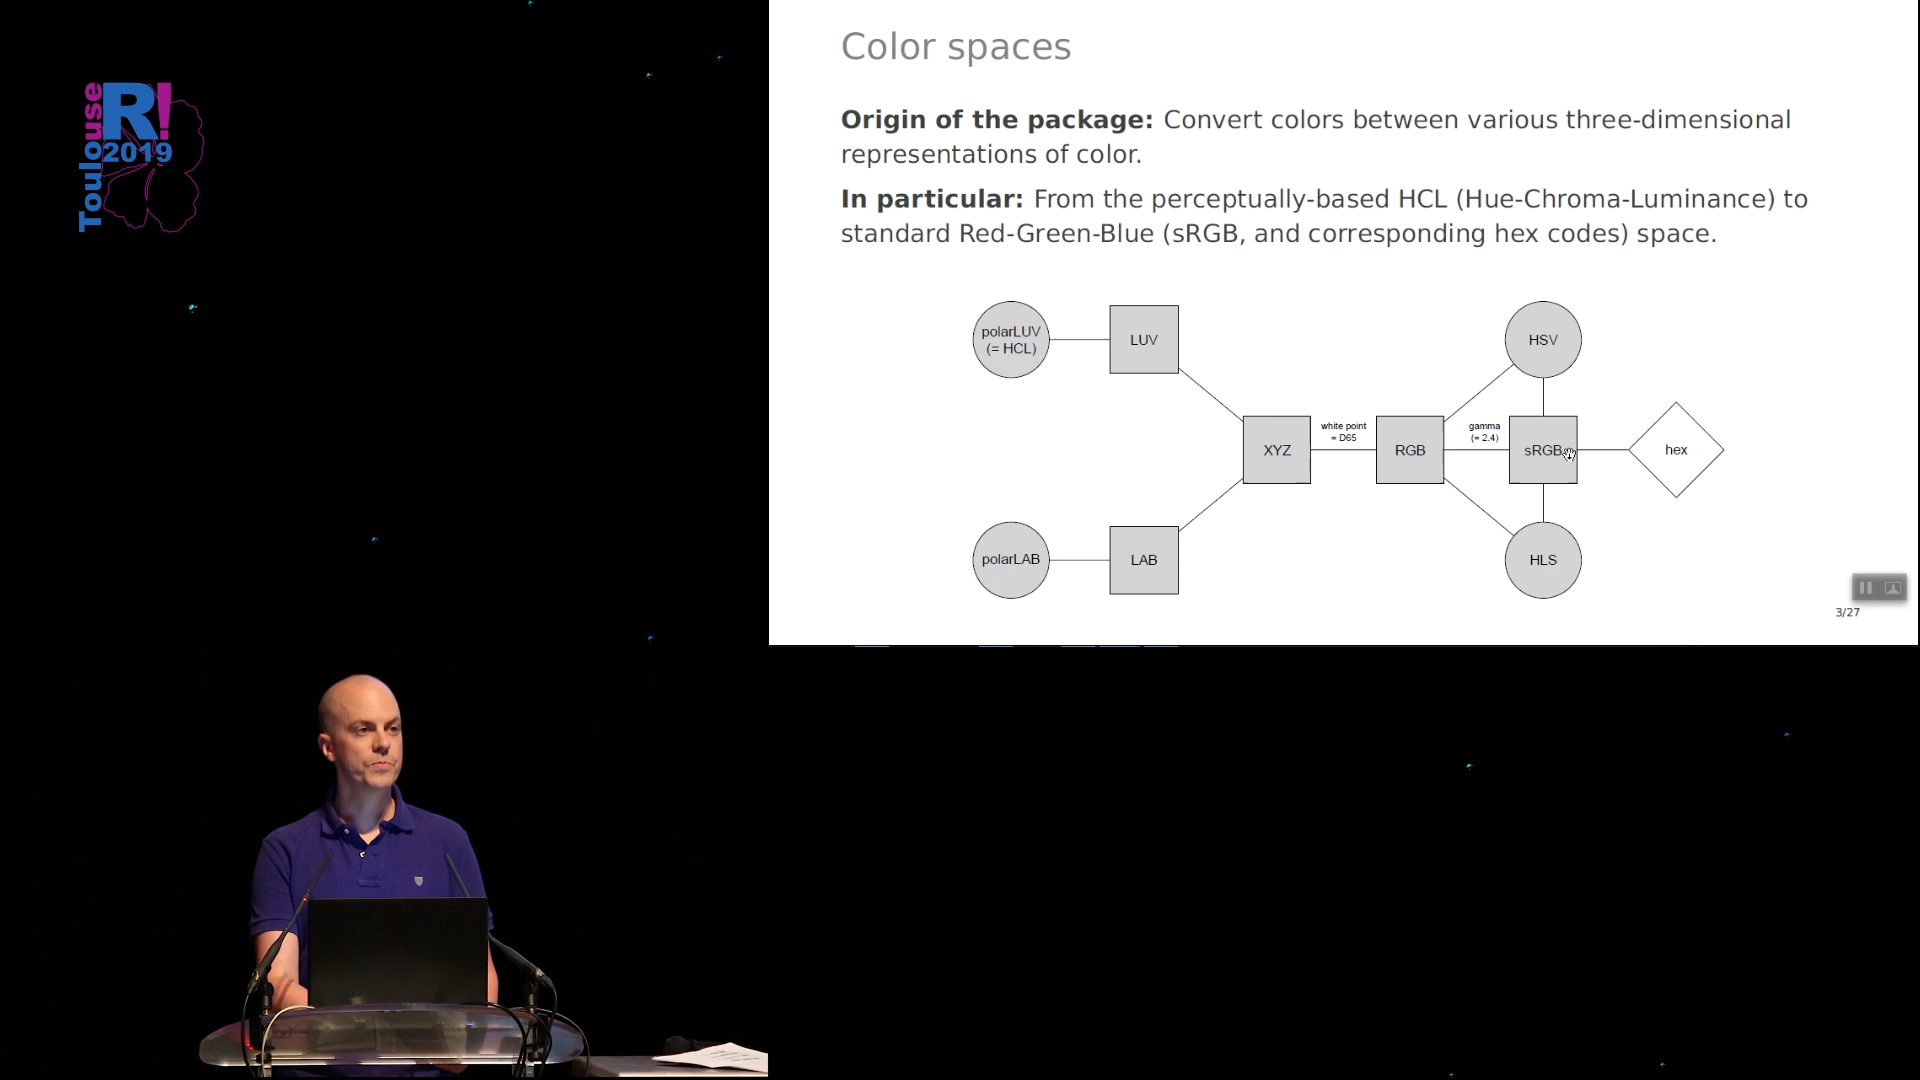 Toulouse
R!
2019
Color spaces
Origin of the package: Convert colors between various three-dimensional
representations of color.
In particular: From the perceptually-based HCL (Hue-Chroma-Luminance) to
standard Red-Green-Blue (sRGB, and corresponding hex codes) space.
polarLUV
(= HCL)
LUV
HSV
XYZ
white point
= D65
RGB
gamma
(= 2.4)
sRGB
hex
polarLAB
LAB
HLS
3/27